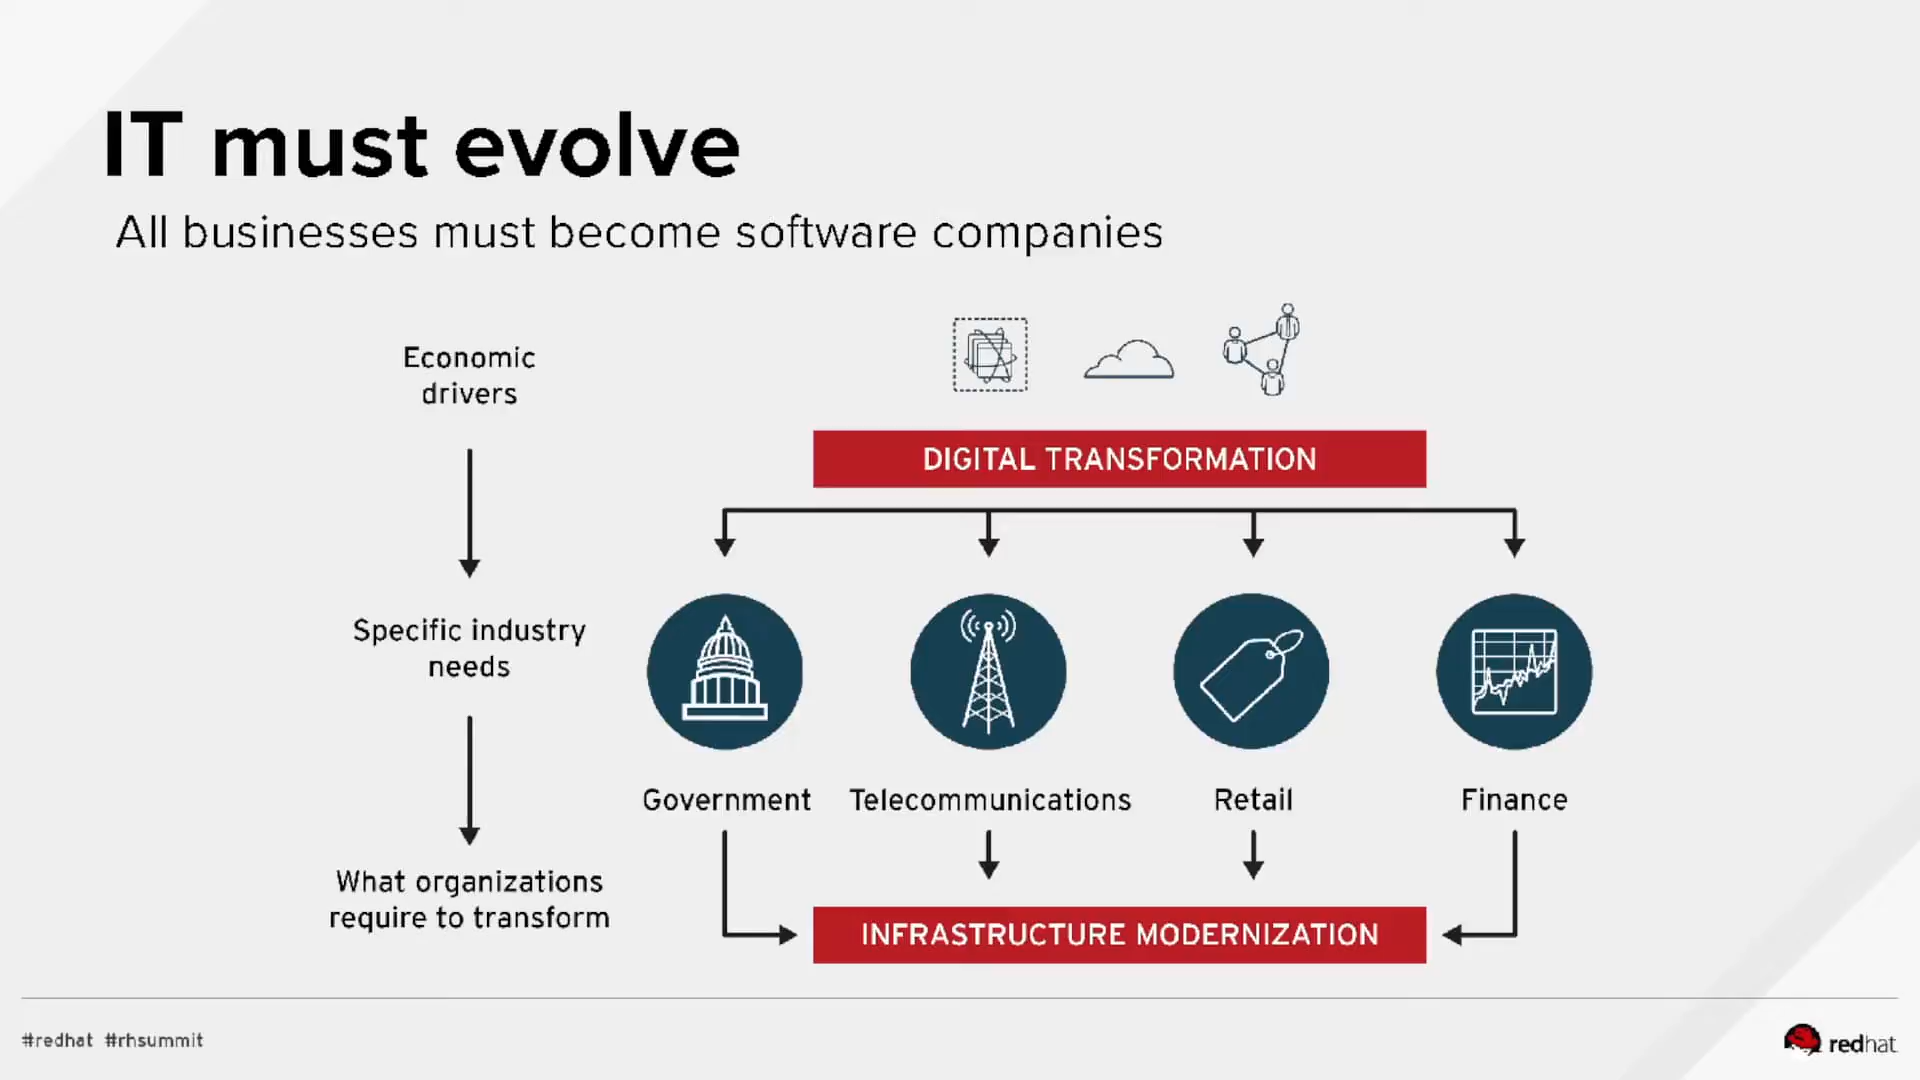 IT must evolve
All businesses must become software companies
Economic
drivers
DIGITAL TRANSFORMATION
Specific industry
needs
Government
Telecommunications
Retail
Finance
What organizations
require to transform
INFRASTRUCTURE MODERNIZATION
#redhat #rhsummit
redhat